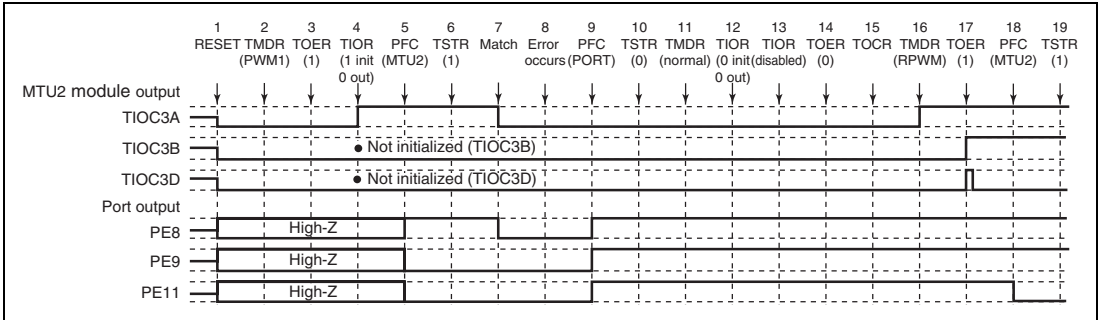 1 2 3 4 5 6 7 8 9 10 11 12 13 14 15 16 17 18 19
RESET TMDR TOER TIOR PFC TSTR Match Error PFC TSTR TMDR TIOR TIOR TOER TOCR TMDR TOER PFC TSTR
(PWM1) (1) (1 init (MTU2) (1) occurs (PORT) (0) (normal) (0 init (disabled) (0) (RPWM) (1) (MTU2) (1)
0 out) 0 out)
MTU2 module output
TIOC3A
TIOC3B • Not initialized (TIOC3B)
TIOC3D • Not initialized (TIOC3D)
Port output
PE8 High-Z
PE9 High-Z
PE11 High-Z